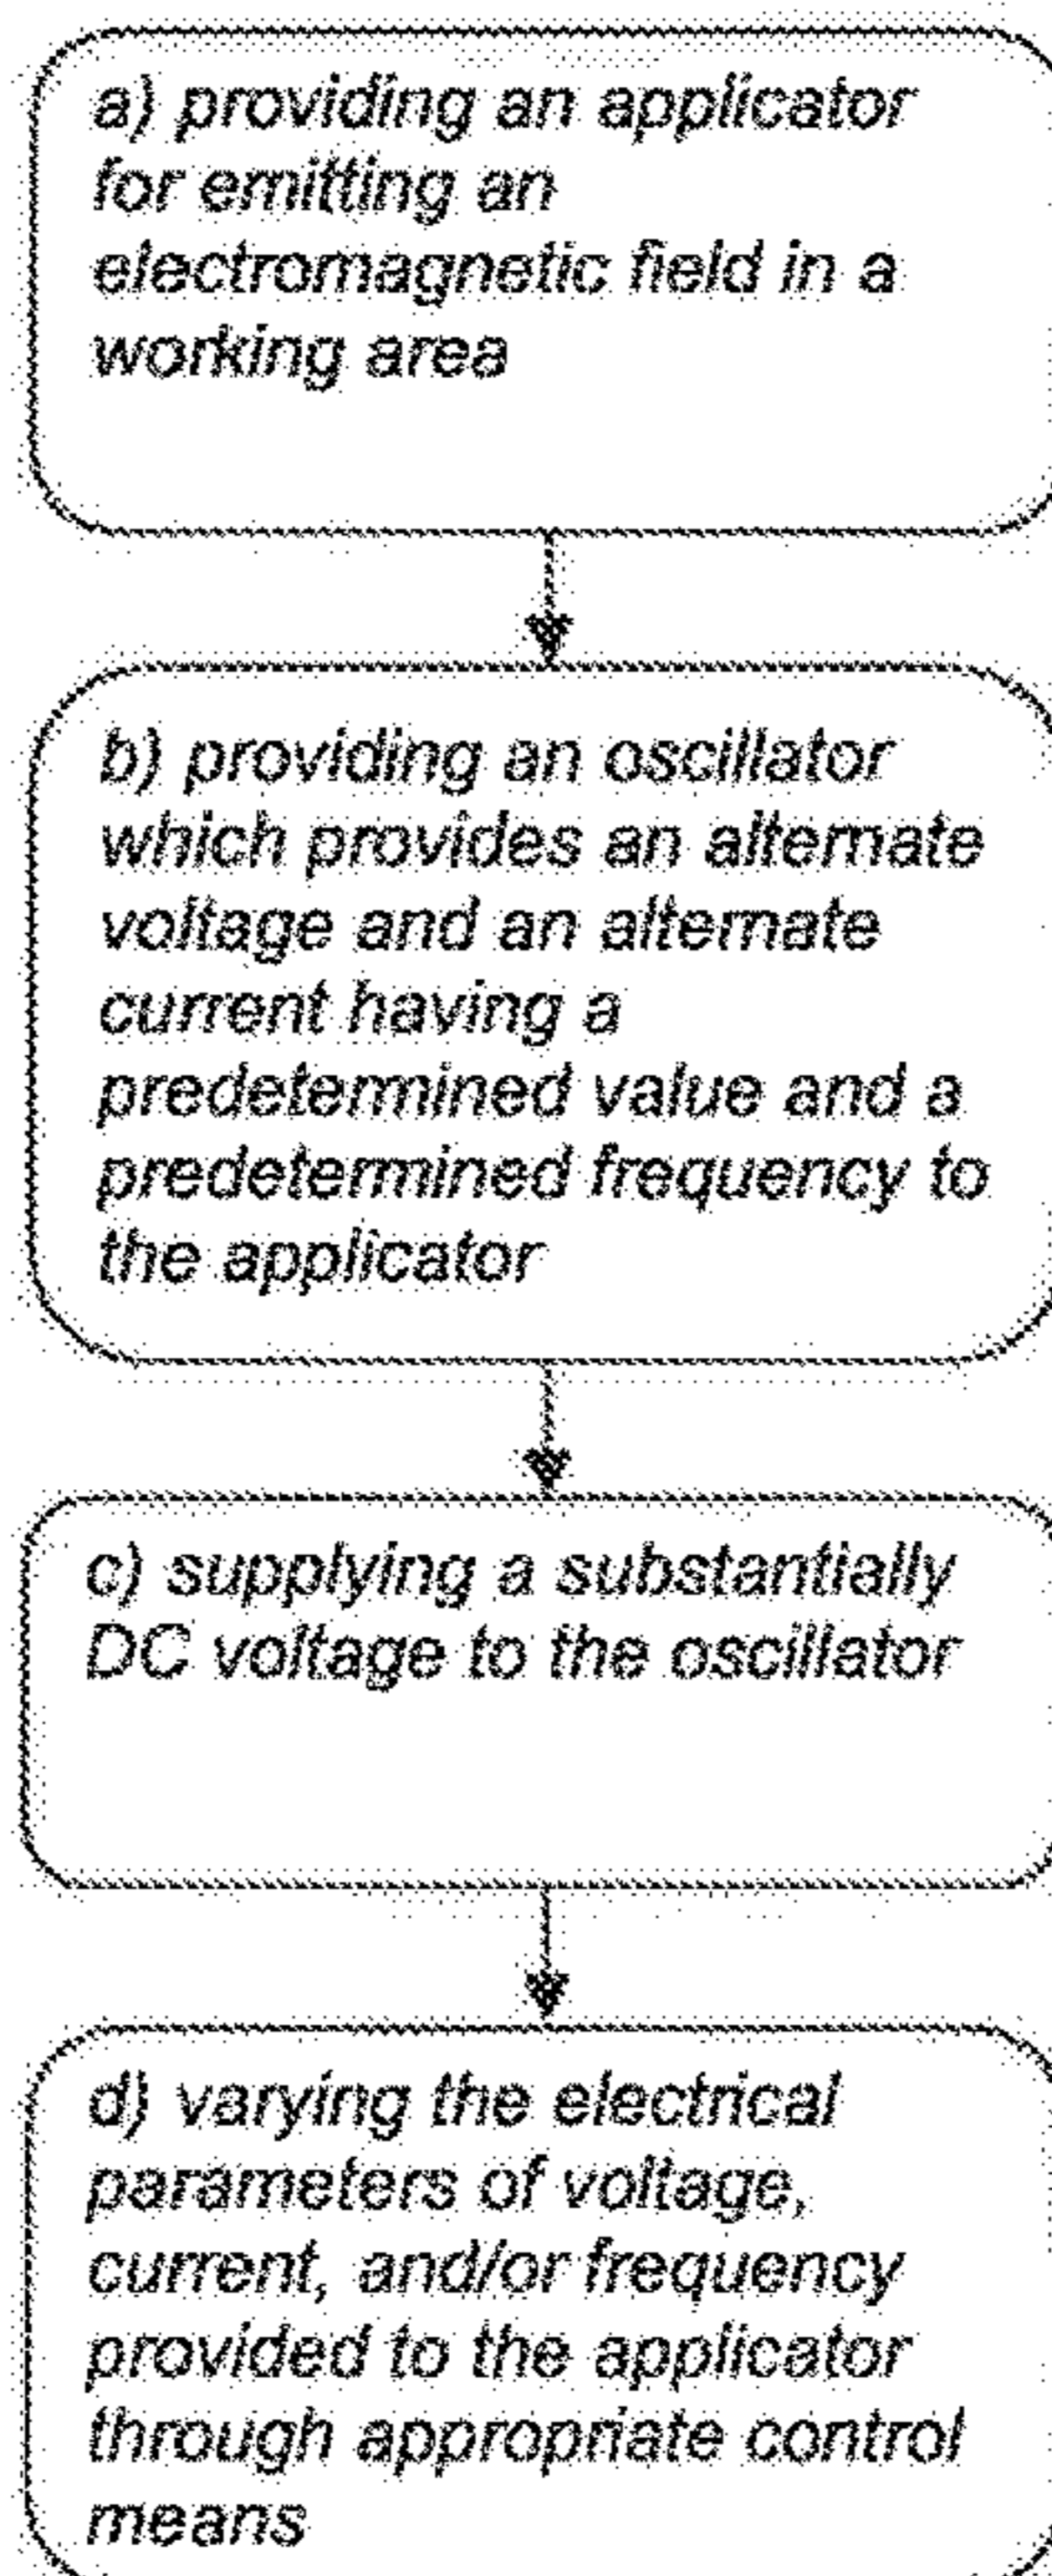 a) providing an applicator
for emitting an
electromagnetic field in a
working area
b) providing an oscillator
which provides an alternate
voltage and an alternate
current having a
predetermined value and a
predetermined frequency to
the applicator
c) supplying a substantially
DC voltage to the oscillator
d) varying the electrical
parameters of voltage,
current, and/or frequency
provided to the applicator
through appropriate control
means